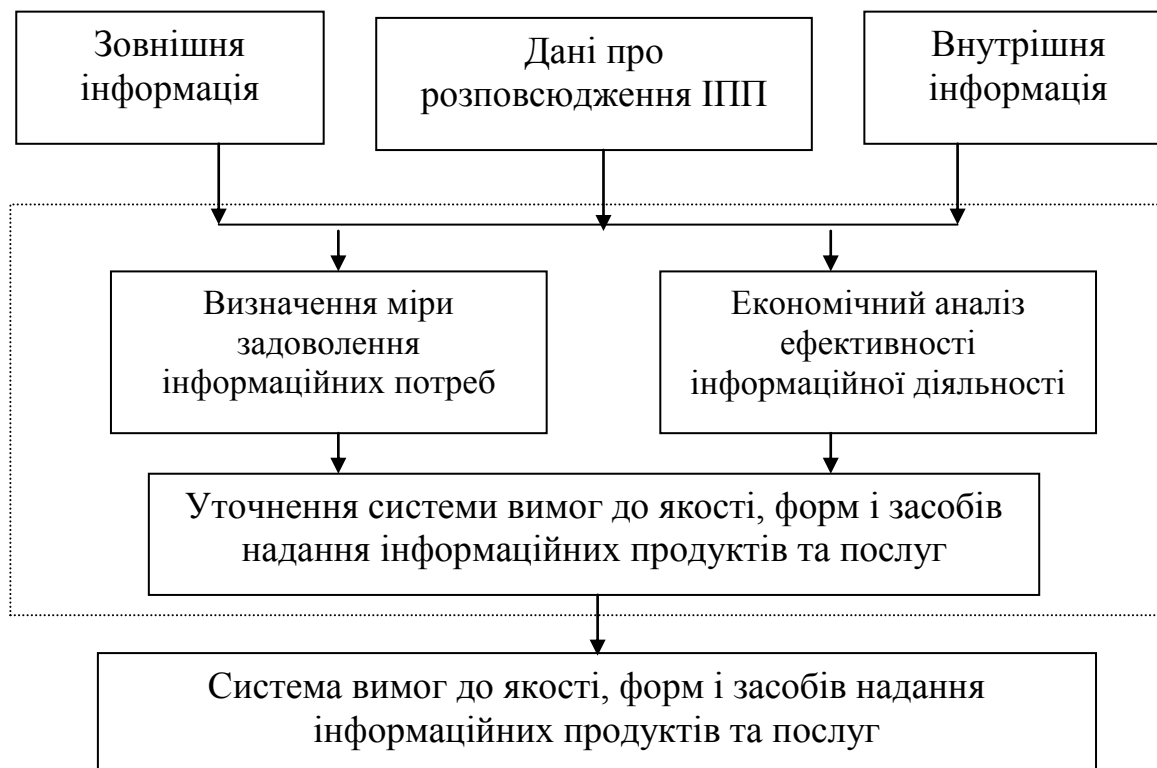 Зовнішня
інформація
Дані про
розповсюдження ІПП
Внутрішня
інформація
Визначення міри
задоволення
інформаційних потреб
Економічний аналіз
ефективності
інформаційної діяльності
Уточнення системи вимог до якості, форм і засобів
надання інформаційних продуктів та послуг
Система вимог до якості, форм і засобів надання
інформаційних продуктів та послуг